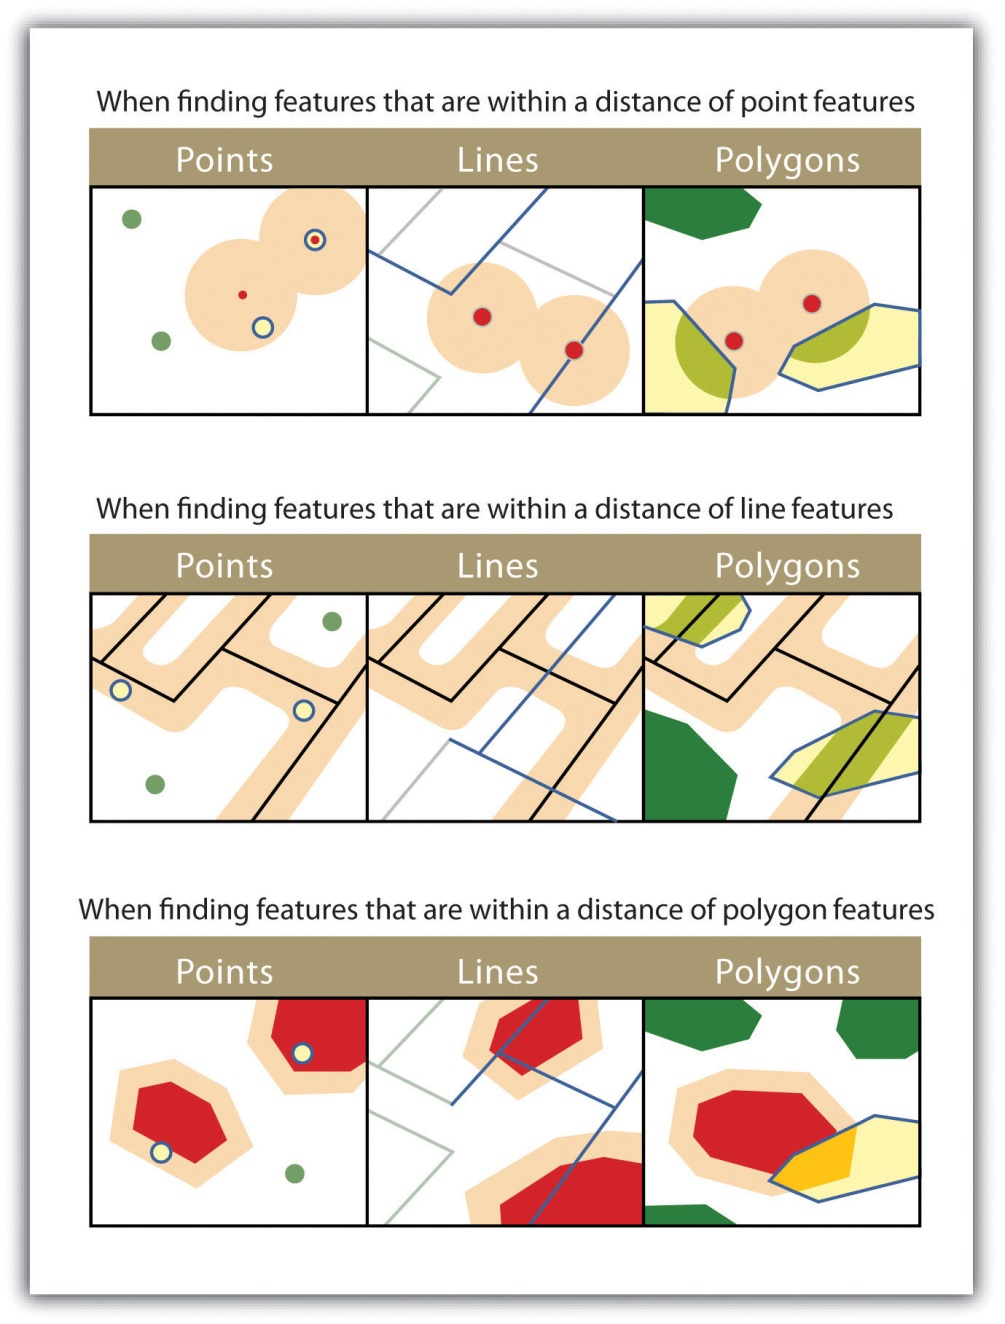 When finding features that are within a distance of point features
Points Lines Polygons
When finding features that are within a distance of line features
Points Lines Polygons
When finding features that are within a distance of polygon features
Points Lines Polygons